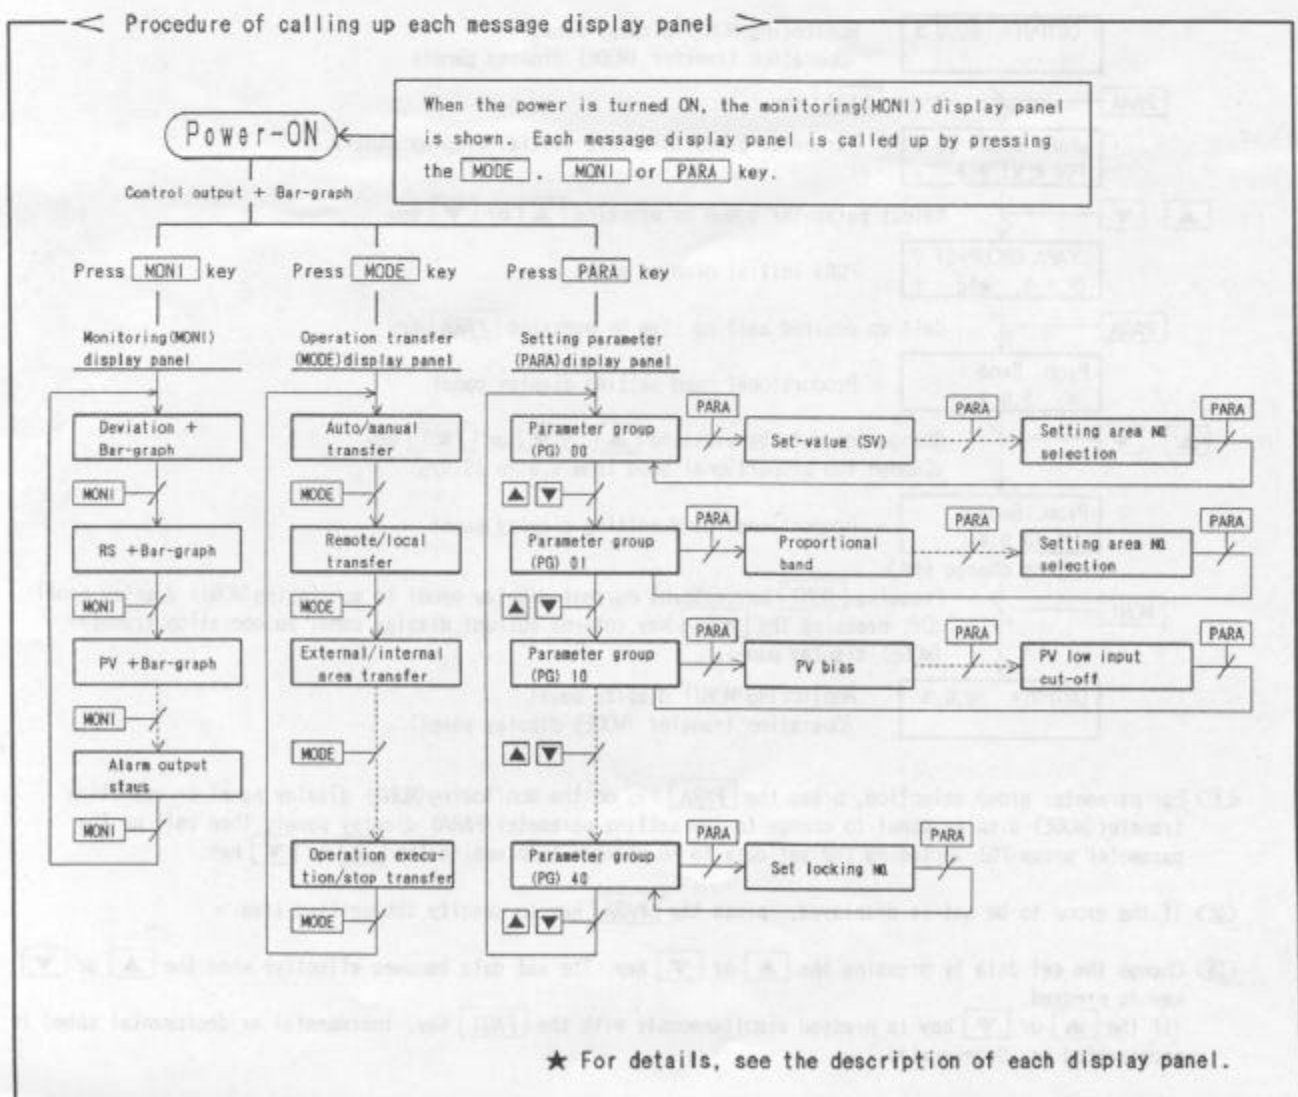 Procedure of calling up each message display panel
When the power is turned ON, the monitoring(MONI) display panel
is shown. Each message display panel is called up by pressing
the MODE , MONI or PARA key.
Power-ON
Control output + Bar-graph
Press MONI key
Press MODE key
Press PARA key
Monitoring(MONI)
display panel
Operation transfer
(MODE)display panel
Setting parameter
(PARA)display panel
Deviation +
Bar-graph
MONI
RS +Bar-graph
MONI
PV +Bar-graph
MONI
Alarm output
staus
MONI
Auto/manual
transfer
MODE
Remote/local
transfer
MODE
External/internal
area transfer
MODE
Operation execu-
tion/stop transfer
MODE
Parameter group
(PG) 00
PARA
Set-value (SV)
PARA
Setting area NO.
selection
PARA
▲ ▼
Parameter group
(PG) 01
PARA
Proportional
band
PARA
Setting area NO.
selection
PARA
▲ ▼
Parameter group
(PG) 10
PARA
PV bias
PARA
PV low input
cut-off
PARA
▲ ▼
Parameter group
(PG) 40
PARA
Set locking NO.
PARA
▲ ▼
★ For details, see the description of each display panel.